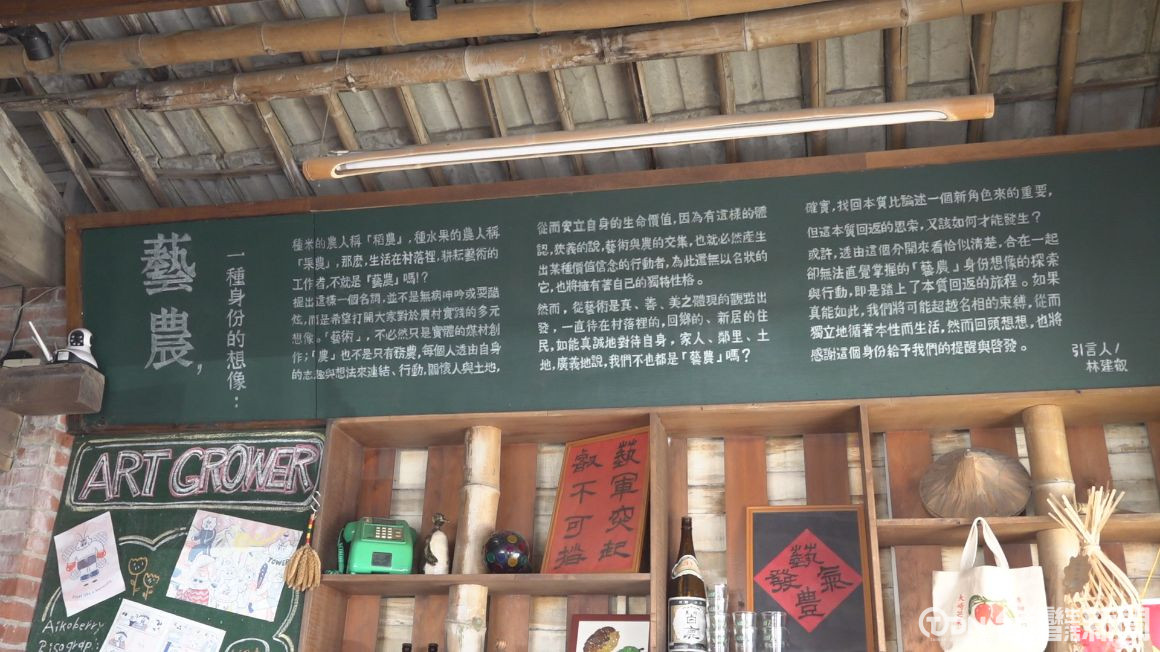 藝農,
一種身份的想像:
種米的農人稱「稻農」,種水果的農人稱
「果農」,那麼,生活在村落裡,耕耘藝術的
工作者,不就是「藝農」嗎!?
提出這樣一個名詞,並不是無病呻吟或耍酷
炫,而是希望打開大家對於農村實踐的多元
想像。「藝術」,不必然只是實體的媒材創
作;「農」也不是只有務農,每個人透由自身
的志趣與想法來連結、行動,關懷人與土地,
從而安立自身的生命價值,因為有這樣的體
認,狹義的說,藝術與農的交集,也就必然產生
出某種價值信念的行動者,為此還無以名狀的
它,也將擁有著自己的獨特性格。
然而,從藝術是真、善、美之體現的觀點出
發,一直待在村落裡的,回鄉的、新居的住
民,如能真誠地對待自身,家人、鄰里、土
地,廣義地說,我們不也都是「藝農」嗎?
確實,找回本質比論述一個新角色來的重要,
但這本質回返的思索,又該如何才能發生?
或許,透由這個分開來看恰似清楚,合在一起
卻無法直覺掌握的「藝農」身份想像的探索
與行動,即是踏上了本質回返的旅程。如果
真能如此,我們將可能超越名相的束縛,從而
獨立地循著本性而生活,然而回頭想想,也將
感謝這個身份給予我們的提醒與啓發。
引言人/
林建叡
ART GROWER
藝軍突起
叡不可擋
藝氣
發豊
Aikoberry